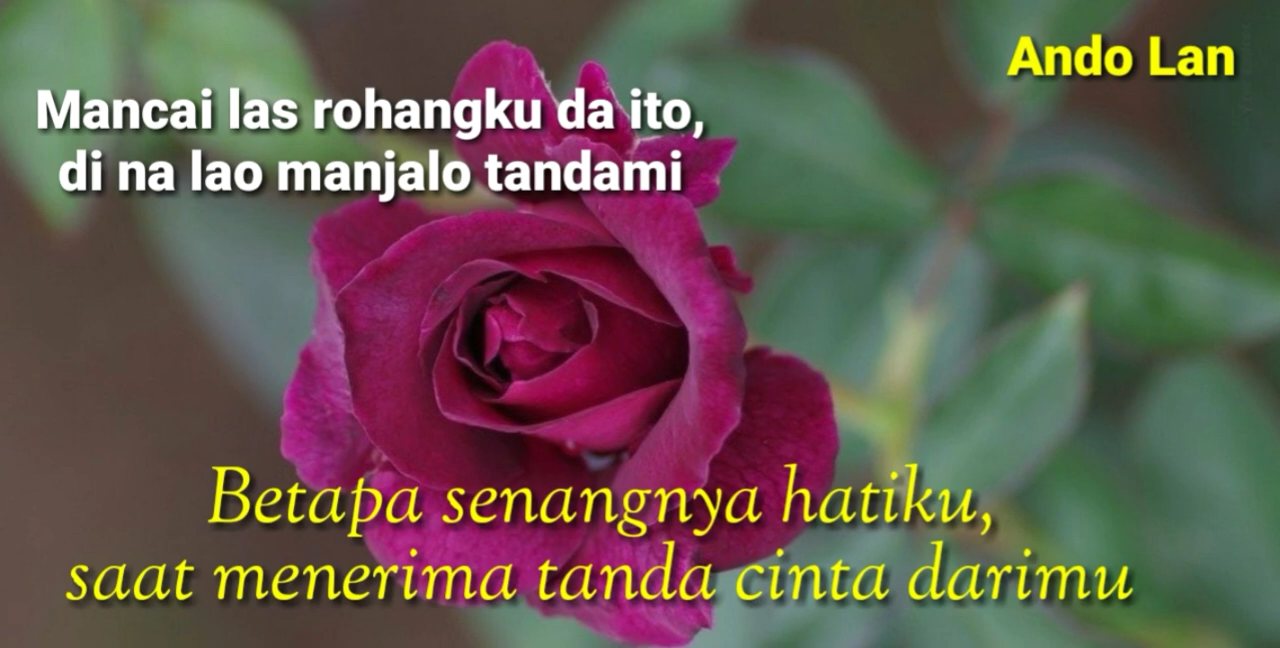 Ando Lan
Mancai las rohangku da ito,
di na lao manjalo tandami
Betapa senangnya hatiku,
saat menerima tanda cinta darimu